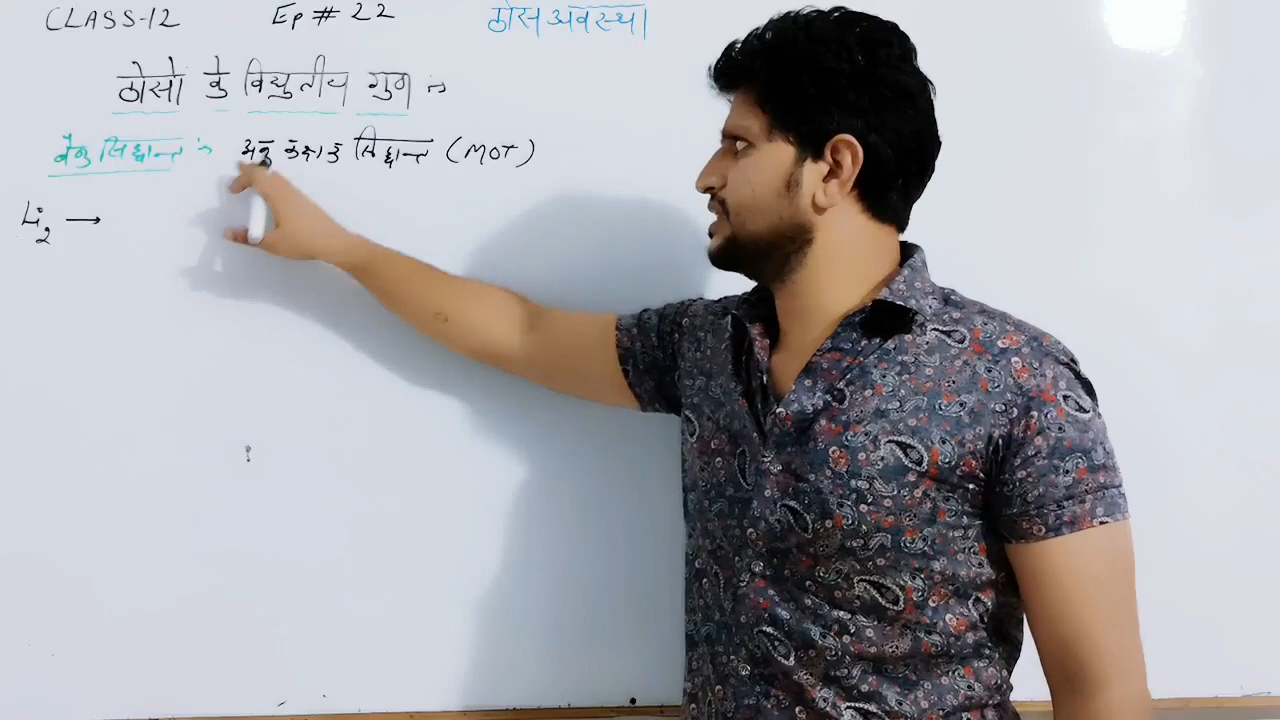 CLASS-12 Ep # 22 ठोस अवस्था
ठोसो के विद्युतीय गुण :-
बैण्ड सिद्धान्त :- अणु कक्षक सिद्धान्त (MOT)
Li2 →